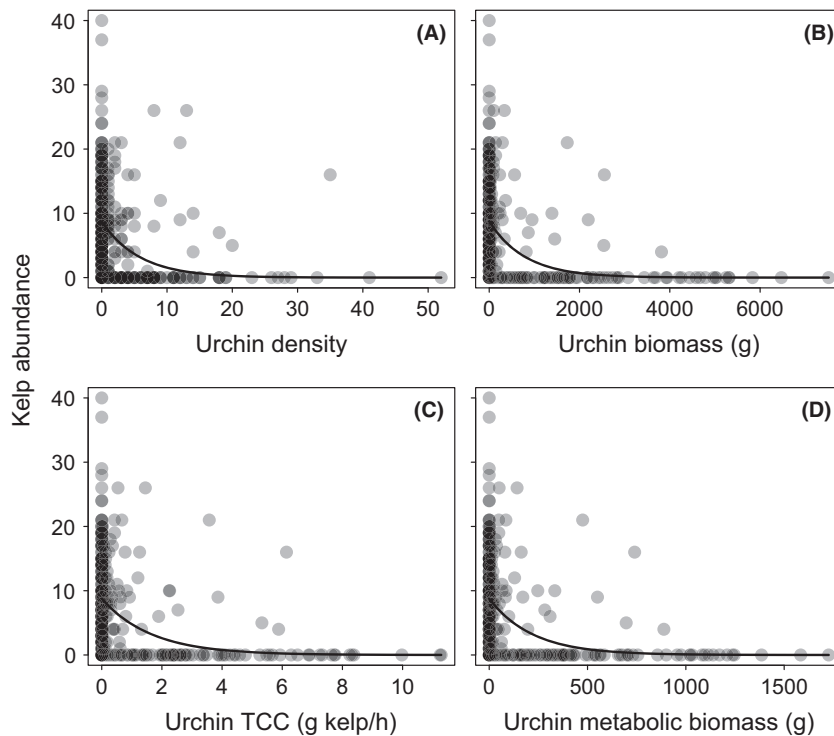 Kelp abundance
40
30
20
10
0
(A)
0 10 20 30 40 50
Urchin density
(B)
0 2000 4000 6000
Urchin biomass (g)
40
30
20
10
0
(C)
0 2 4 6 8 10
Urchin TCC (g kelp/h)
(D)
0 500 1000 1500
Urchin metabolic biomass (g)